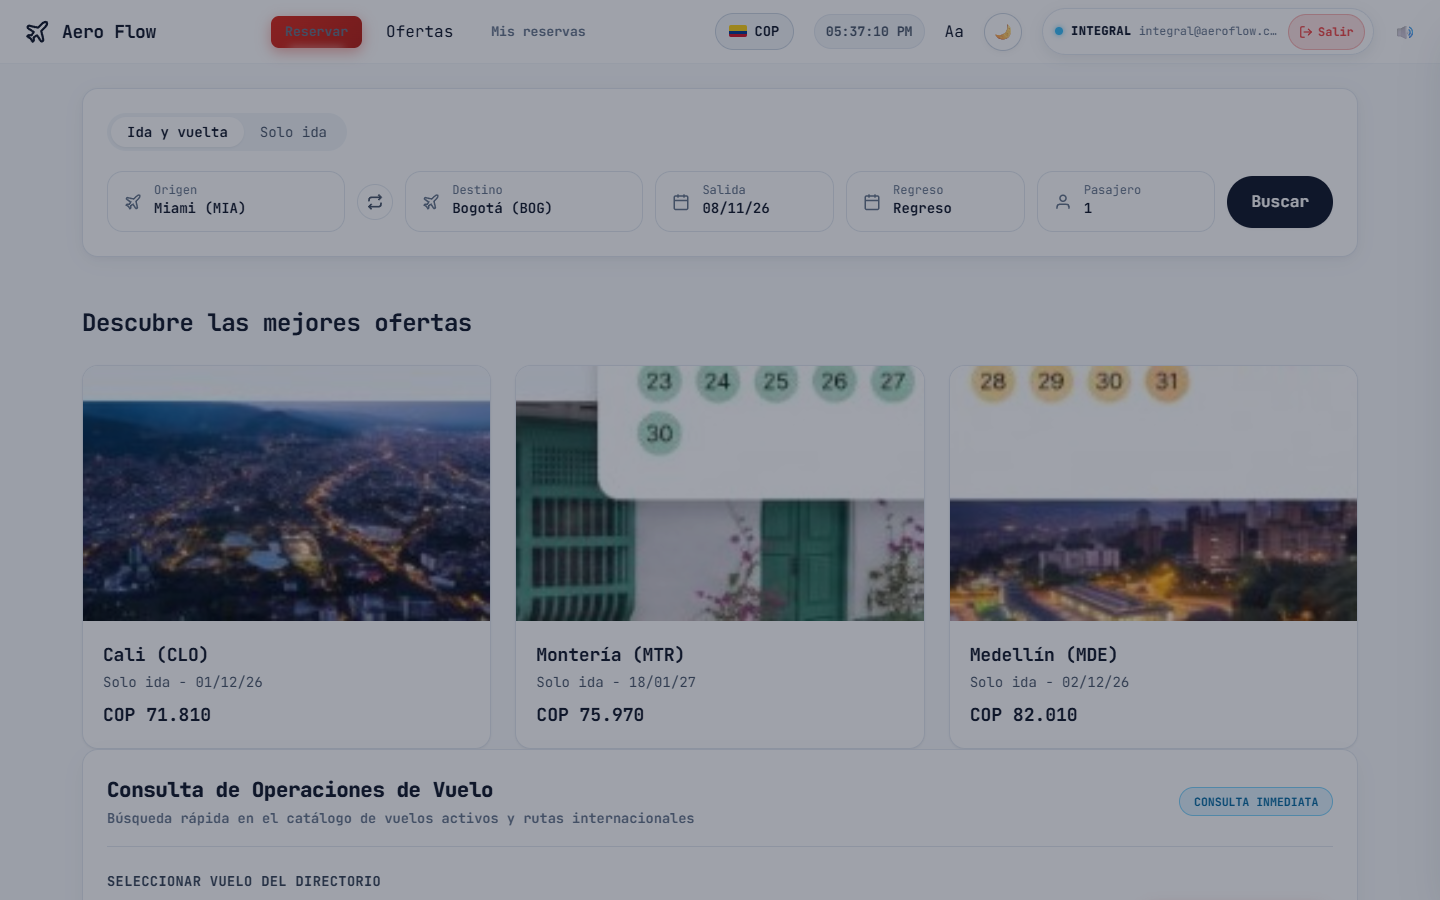 Aero Flow
Reservar
Ofertas
Mis reservas
COP
05:37:10 PM
Aa
INTEGRAL integral@aeroflow.c…
Salir
Ida y vuelta
Solo ida
Origen
Miami (MIA)
Destino
Bogotá (BOG)
Salida
08/11/26
Regreso
Regreso
Pasajero
1
Buscar
Descubre las mejores ofertas
23 24 25 26 27
30
28 29 30 31
Cali (CLO)
Solo ida - 01/12/26
COP 71.810
Montería (MTR)
Solo ida - 18/01/27
COP 75.970
Medellín (MDE)
Solo ida - 02/12/26
COP 82.010
Consulta de Operaciones de Vuelo
Búsqueda rápida en el catálogo de vuelos activos y rutas internacionales
CONSULTA INMEDIATA
SELECCIONAR VUELO DEL DIRECTORIO